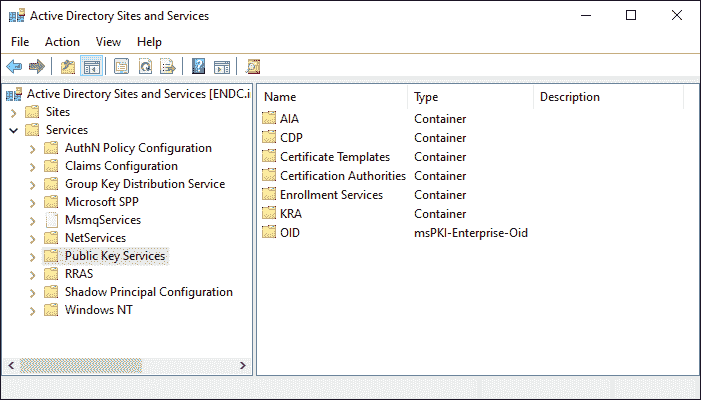 Active Directory Sites and Services
File Action View Help
Active Directory Sites and Services [ENDC.i
Sites
Services
AuthN Policy Configuration
Claims Configuration
Group Key Distribution Service
Microsoft SPP
MsmqServices
NetServices
Public Key Services
RRAS
Shadow Principal Configuration
Windows NT
Name Type Description
AIA Container
CDP Container
Certificate Templates Container
Certification Authorities Container
Enrollment Services Container
KRA Container
OID msPKI-Enterprise-Oid